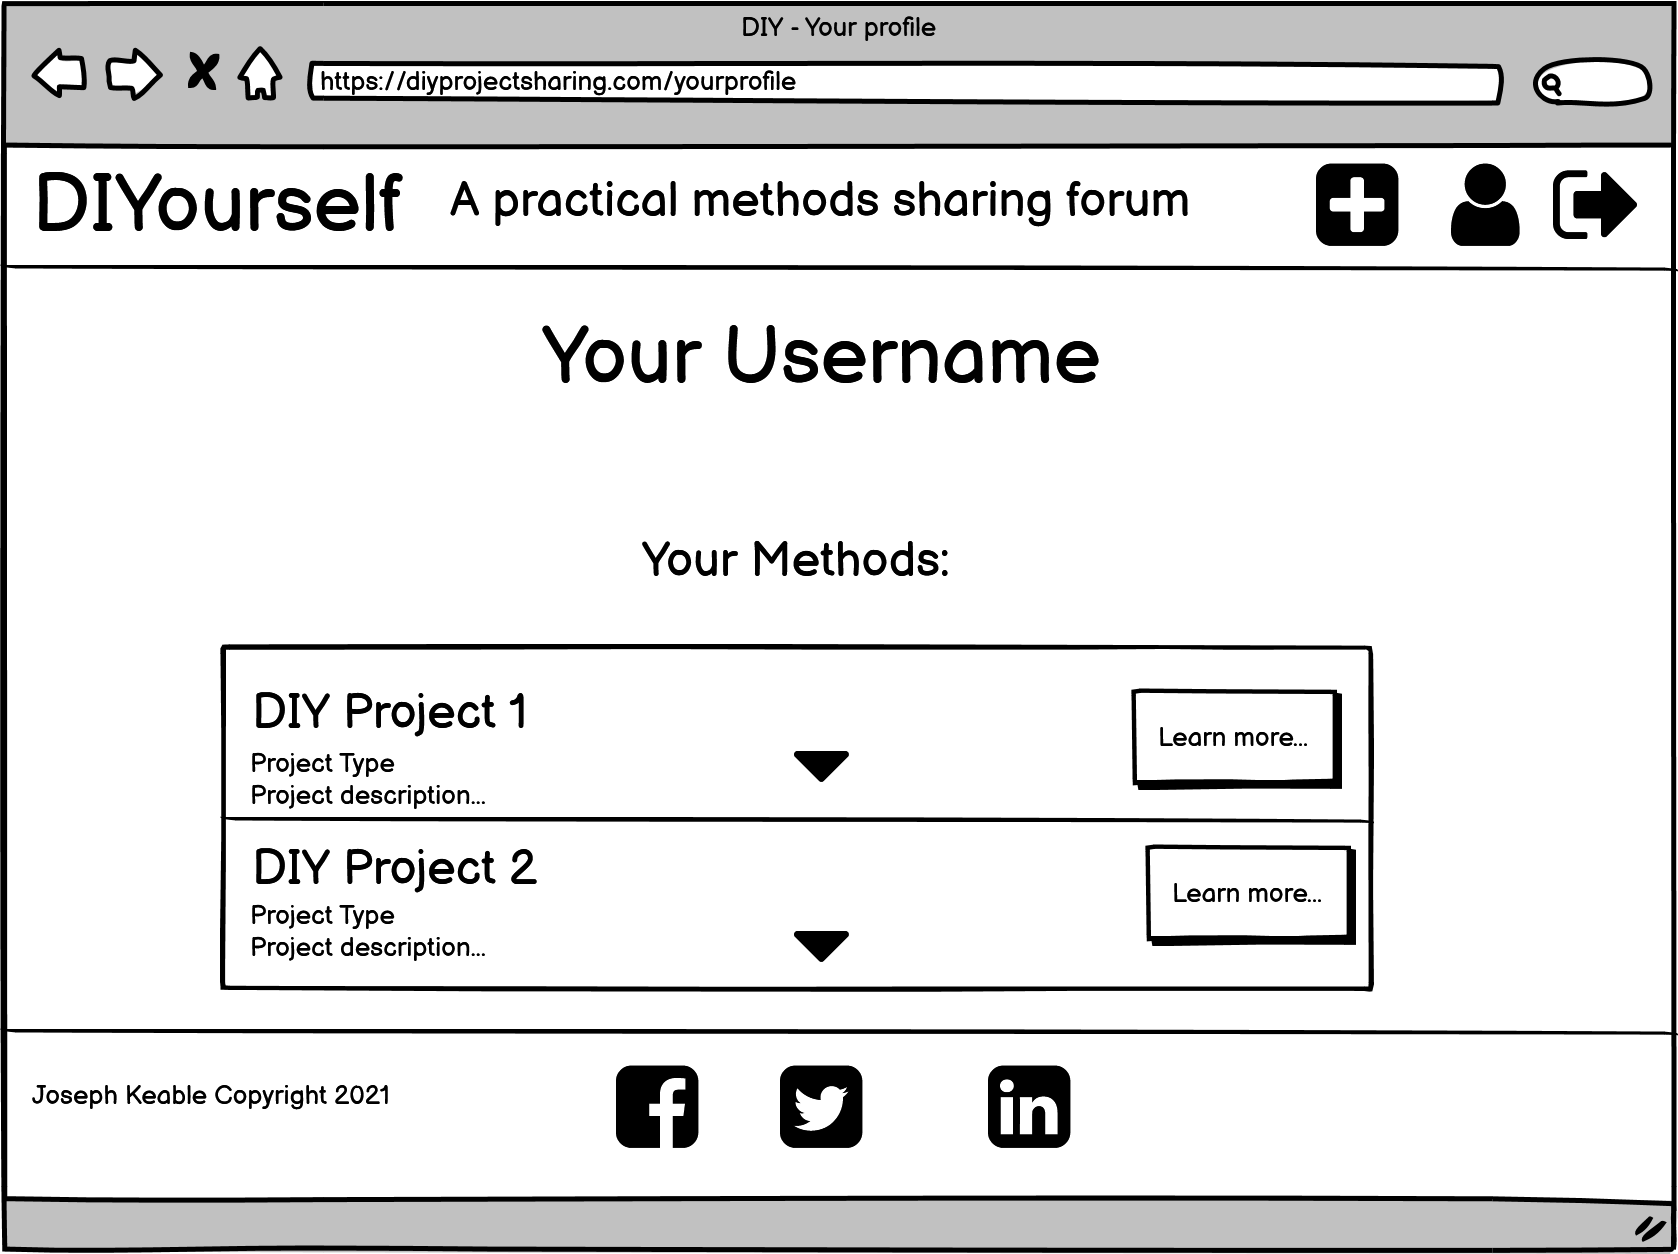 DIY - Your profile
https://diyprojectsharing.com/yourprofile
DIYourself
A practical methods sharing forum
Your Username
Your Methods:
DIY Project 1
Project Type
Project description...
Learn more...
DIY Project 2
Project Type
Project description...
Learn more...
Joseph Keable Copyright 2021